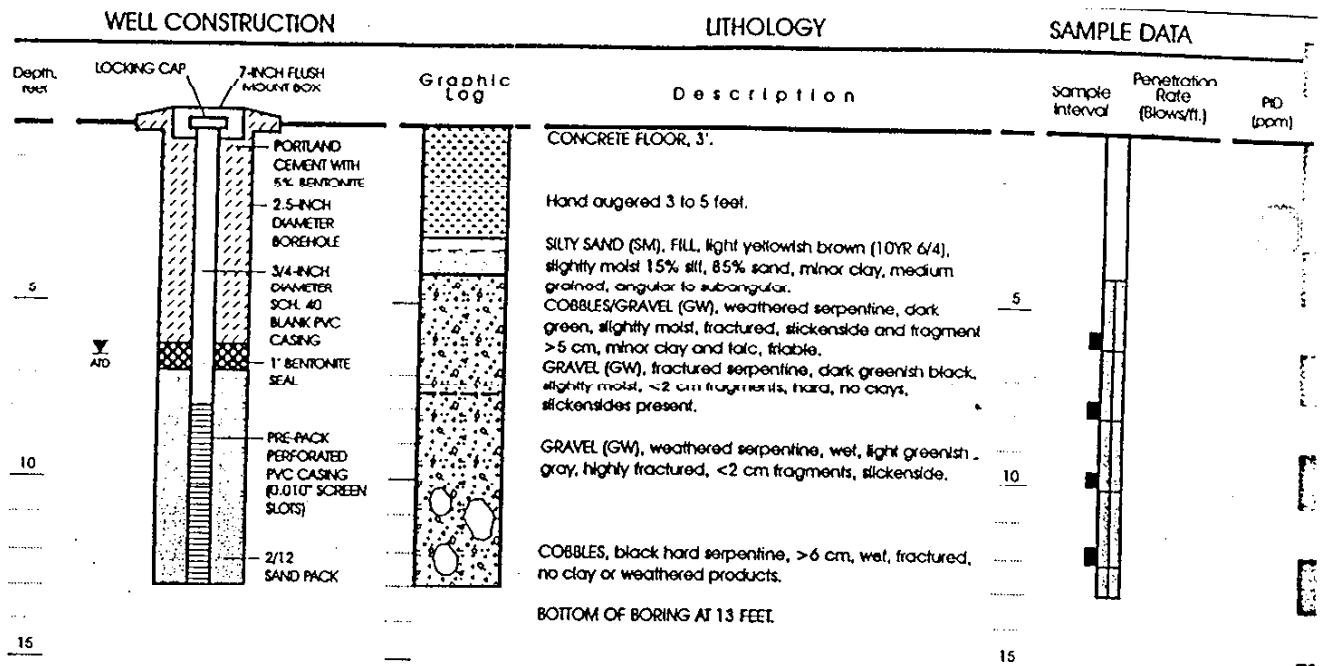 WELL CONSTRUCTION
LITHOLOGY
SAMPLE DATA
Depth,
feet
LOCKING CAP
7-INCH FLUSH
MOUNT BOX
Graphic
Log
Description
Sample
Interval
Penetration
Rate
(Blows/ft.)
PID
(ppm)
PORTLAND
CEMENT WITH
5% BENTONITE
2.5-INCH
DIAMETER
BOREHOLE
3/4-INCH
DIAMETER
SCH. 40
BLANK PVC
CASING
1' BENTONITE
SEAL
PRE-PACK
PERFORATED
PVC CASING
(0.010" SCREEN
SLOTS)
2/12
SAND PACK
5
ATD
10
15
CONCRETE FLOOR, 3'.
Hand augered 3 to 5 feet.
SILTY SAND (SM), FILL, light yellowish brown (10YR 6/4),
slightly moist 15% silt, 85% sand, minor clay, medium
grained, angular to subangular.
COBBLES/GRAVEL (GW), weathered serpentine, dark
green, slightly moist, fractured, slickenside and fragment
>5 cm, minor clay and talc, friable.
GRAVEL (GW), fractured serpentine, dark greenish black,
slightly moist, <2 cm fragments, hard, no clays,
slickensides present.
GRAVEL (GW), weathered serpentine, wet, light greenish
gray, highly fractured, <2 cm fragments, slickenside.
COBBLES, black hard serpentine, >6 cm, wet, fractured,
no clay or weathered products.
BOTTOM OF BORING AT 13 FEET.
5
10
15